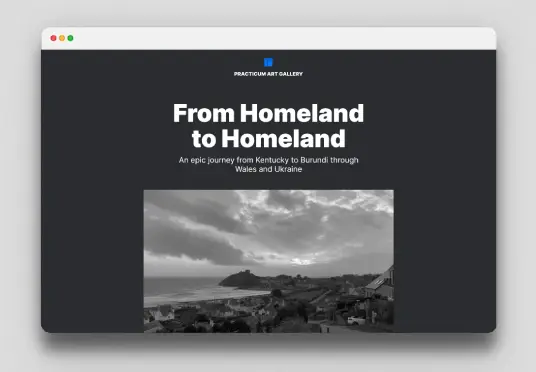 PRACTICUM ART GALLERY
From Homeland
to Homeland
An epic journey from Kentucky to Burundi through
Wales and Ukraine